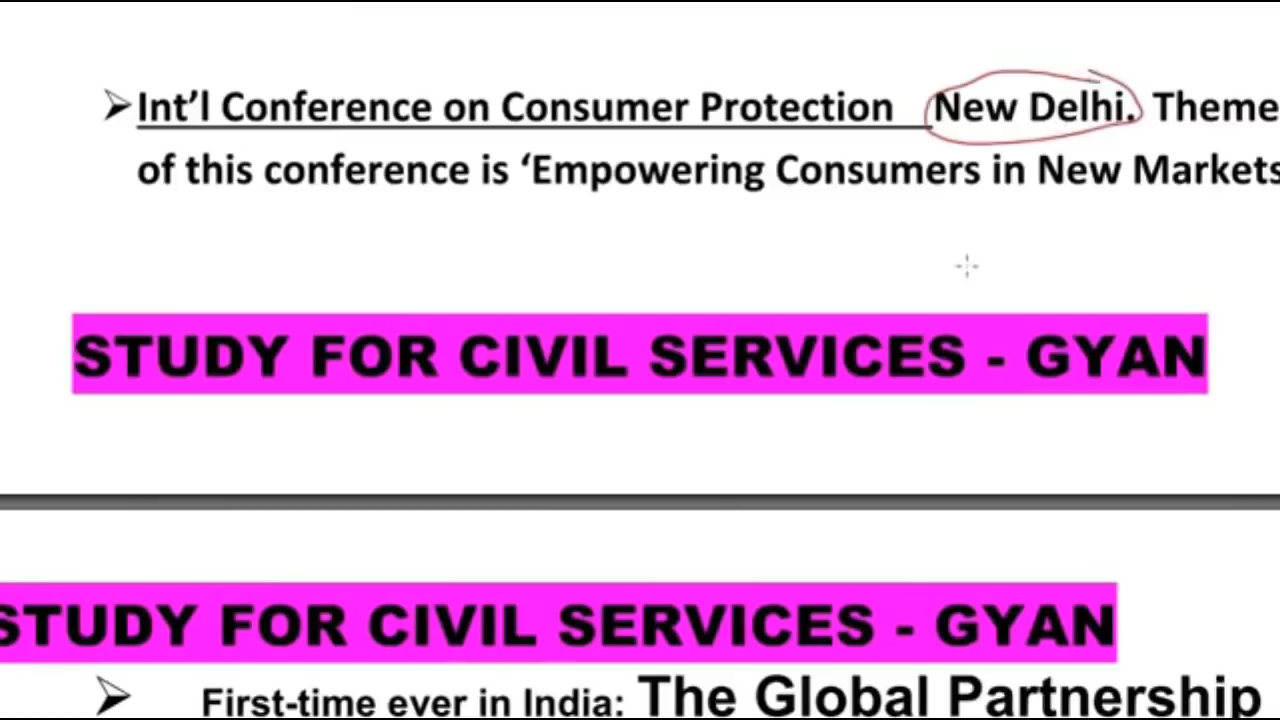 ➢Int’l Conference on Consumer Protection New Delhi. Theme
of this conference is ‘Empowering Consumers in New Markets
STUDY FOR CIVIL SERVICES - GYAN
STUDY FOR CIVIL SERVICES - GYAN
➢ First-time ever in India: The Global Partnership